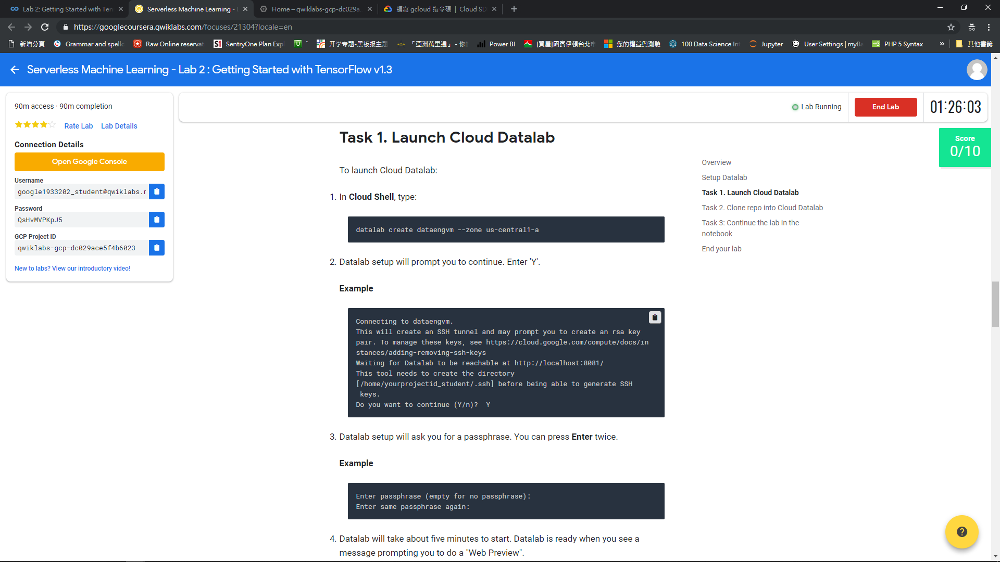 Lab 2: Getting Started with Ten
Serverless Machine Learning - L
Home – qwiklabs-gcp-dc029a
編寫 gcloud 指令碼 | Cloud SD
https://googlecoursera.qwiklabs.com/focuses/21304?locale=en
新增分頁
Grammar and spell
Raw Online reservat
SentryOne Plan Expl
开学专题-黑板报主题
「亞洲萬里通」 - 你的
Power BI
[買屋]國賓伊頓台北市
您的權益與測驗
100 Data Science Int
Jupyter
User Settings | myBa
PHP 5 Syntax
»
其他書籤
Serverless Machine Learning - Lab 2 : Getting Started with TensorFlow v1.3
90m access · 90m completion
Rate Lab
Lab Details
Connection Details
Open Google Console
Username
google1933202_student@qwiklabs.n
Password
QsHvMVPKpJ5
GCP Project ID
qwiklabs-gcp-dc029ace5f4b6023
New to labs? View our introductory video!
Lab Running
End Lab
01:26:03
Score
0/10
Task 1. Launch Cloud Datalab
To launch Cloud Datalab:
1. In Cloud Shell, type:
datalab create dataengvm --zone us-central1-a
2. Datalab setup will prompt you to continue. Enter 'Y'.
Example
Connecting to dataengvm.
This will create an SSH tunnel and may prompt you to create an rsa key
pair. To manage these keys, see https://cloud.google.com/compute/docs/in
stances/adding-removing-ssh-keys
Waiting for Datalab to be reachable at http://localhost:8081/
This tool needs to create the directory
[/home/yourprojectid_student/.ssh] before being able to generate SSH
keys.
Do you want to continue (Y/n)?  Y
3. Datalab setup will ask you for a passphrase. You can press Enter twice.
Example
Enter passphrase (empty for no passphrase):
Enter same passphrase again:
4. Datalab will take about five minutes to start. Datalab is ready when you see a
message prompting you to do a "Web Preview".
Overview
Setup Datalab
Task 1. Launch Cloud Datalab
Task 2. Clone repo into Cloud Datalab
Task 3: Continue the lab in the
notebook
End your lab